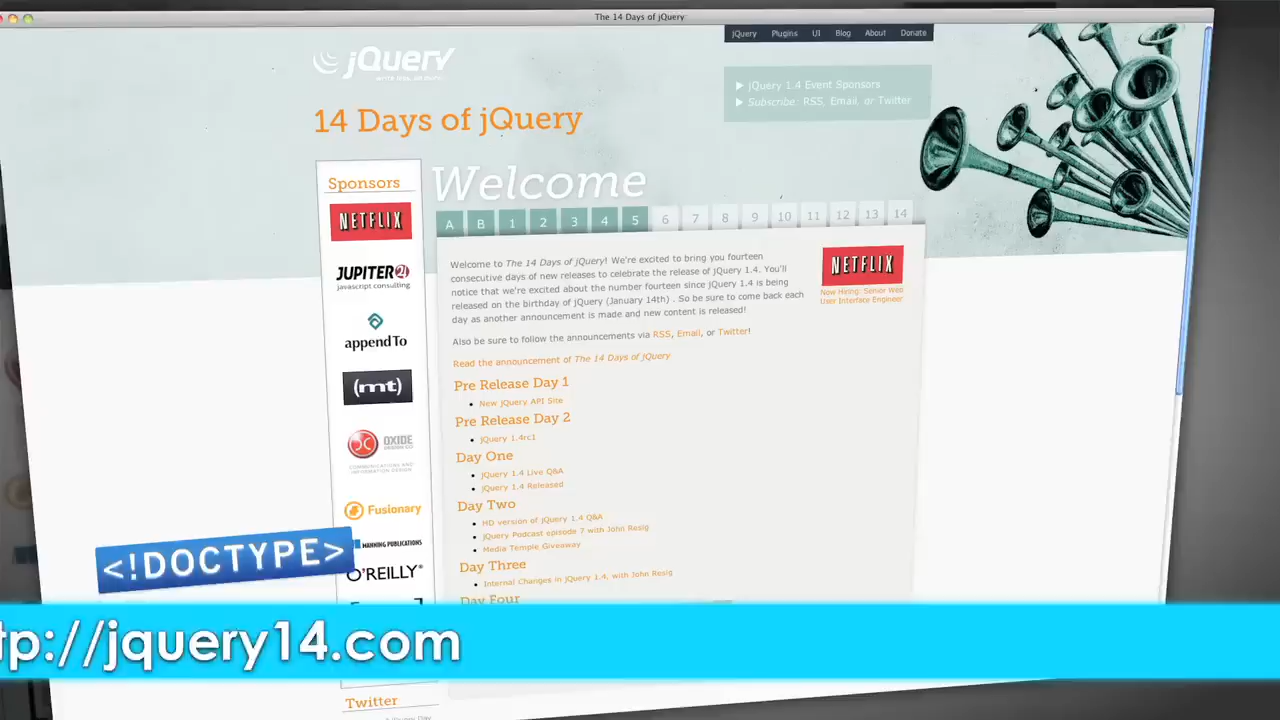 The 14 Days of jQuery
jQuery
jQuery Plugins UI Blog About Donate
jQuery 1.4 Event Sponsors
Subscribe: RSS, Email, or Twitter
14 Days of jQuery
Sponsors
NETFLIX
JUPITER
javascript consulting
appendTo
(mt)
OXIDE
DESIGN CO
COMMUNICATIONS AND
INFORMATION DESIGN
Fusionary
MANNING PUBLICATIONS
O'REILLY
Welcome
A B 1 2 3 4 5 6 7 8 9 10 11 12 13 14
Welcome to The 14 Days of jQuery! We're excited to bring you fourteen
consecutive days of new releases to celebrate the release of jQuery 1.4. You'll
notice that we're excited about the number fourteen since jQuery 1.4 is being
released on the birthday of jQuery (January 14th) . So be sure to come back each
day as another announcement is made and new content is released!
NETFLIX
Now Hiring: Senior Web
User Interface Engineer
Also be sure to follow the announcements via RSS, Email, or Twitter!
Read the announcement of The 14 Days of jQuery
Pre Release Day 1
New jQuery API Site
Pre Release Day 2
jQuery 1.4rc1
Day One
jQuery 1.4 Live Q&A
jQuery 1.4 Released
Day Two
HD version of jQuery 1.4 Q&A
jQuery Podcast episode 7 with John Resig
Media Temple Giveaway
Day Three
Internal Changes in jQuery 1.4, with John Resig
Day Four
<!DOCTYPE>
tp://jquery14.com
Twitter